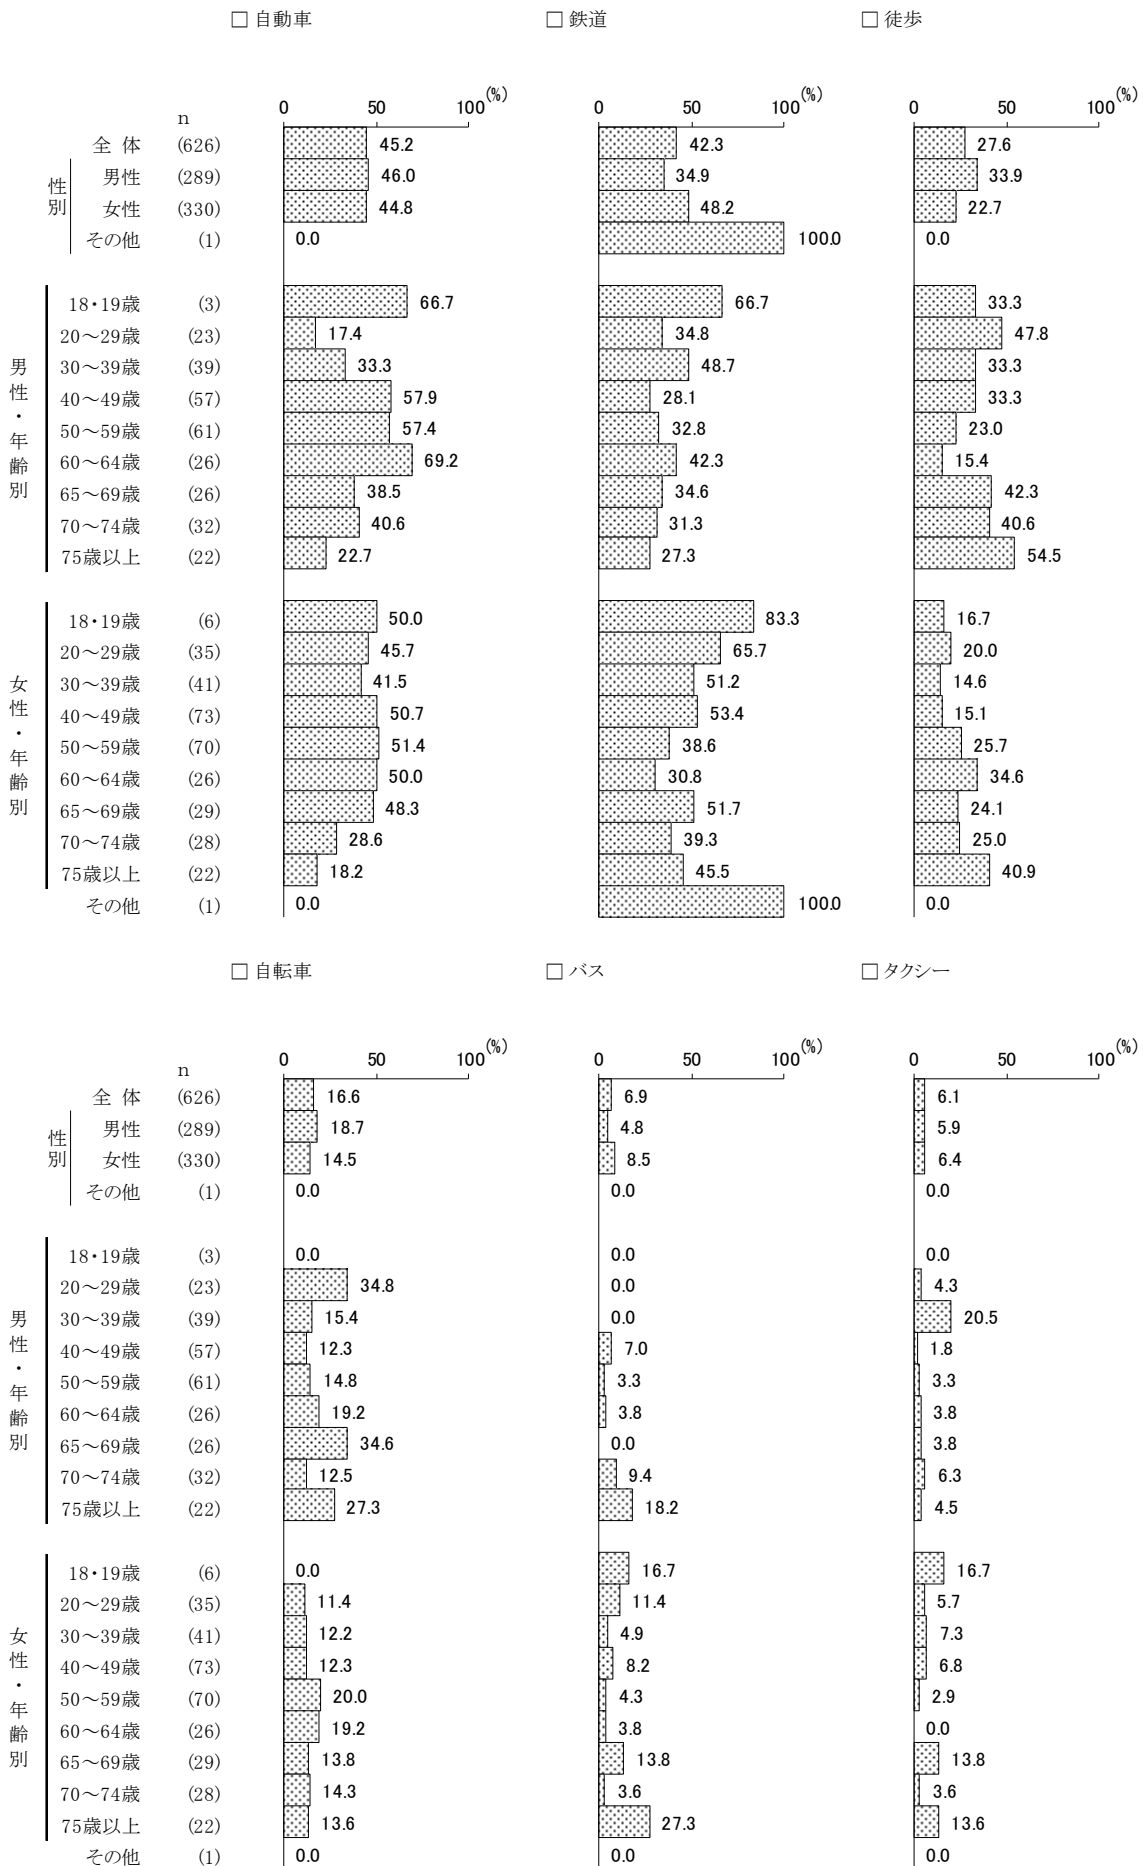 □ 自動車 □ 鉄道 □ 徒歩
0 50 100 (%) 0 50 100 (%) 0 50 100 (%)
n
全 体 (626) 45.2 42.3 27.6
性別
男性 (289) 46.0 34.9 33.9
女性 (330) 44.8 48.2 22.7
その他 (1) 0.0 100.0 0.0
男性・年齢別
18・19歳 (3) 66.7 66.7 33.3
20～29歳 (23) 17.4 34.8 47.8
30～39歳 (39) 33.3 48.7 33.3
40～49歳 (57) 57.9 28.1 33.3
50～59歳 (61) 57.4 32.8 23.0
60～64歳 (26) 69.2 42.3 15.4
65～69歳 (26) 38.5 34.6 42.3
70～74歳 (32) 40.6 31.3 40.6
75歳以上 (22) 22.7 27.3 54.5
女性・年齢別
18・19歳 (6) 50.0 83.3 16.7
20～29歳 (35) 45.7 65.7 20.0
30～39歳 (41) 41.5 51.2 14.6
40～49歳 (73) 50.7 53.4 15.1
50～59歳 (70) 51.4 38.6 25.7
60～64歳 (26) 50.0 30.8 34.6
65～69歳 (29) 48.3 51.7 24.1
70～74歳 (28) 28.6 39.3 25.0
75歳以上 (22) 18.2 45.5 40.9
その他 (1) 0.0 100.0 0.0
□ 自転車 □ バス □ タクシー
0 50 100 (%) 0 50 100 (%) 0 50 100 (%)
n
全 体 (626) 16.6 6.9 6.1
性別
男性 (289) 18.7 4.8 5.9
女性 (330) 14.5 8.5 6.4
その他 (1) 0.0 0.0 0.0
男性・年齢別
18・19歳 (3) 0.0 0.0 0.0
20～29歳 (23) 34.8 0.0 4.3
30～39歳 (39) 15.4 0.0 20.5
40～49歳 (57) 12.3 7.0 1.8
50～59歳 (61) 14.8 3.3 3.3
60～64歳 (26) 19.2 3.8 3.8
65～69歳 (26) 34.6 0.0 3.8
70～74歳 (32) 12.5 9.4 6.3
75歳以上 (22) 27.3 18.2 4.5
女性・年齢別
18・19歳 (6) 0.0 16.7 16.7
20～29歳 (35) 11.4 11.4 5.7
30～39歳 (41) 12.2 4.9 7.3
40～49歳 (73) 12.3 8.2 6.8
50～59歳 (70) 20.0 4.3 2.9
60～64歳 (26) 19.2 3.8 0.0
65～69歳 (29) 13.8 13.8 13.8
70～74歳 (28) 14.3 3.6 3.6
75歳以上 (22) 13.6 27.3 13.6
その他 (1) 0.0 0.0 0.0